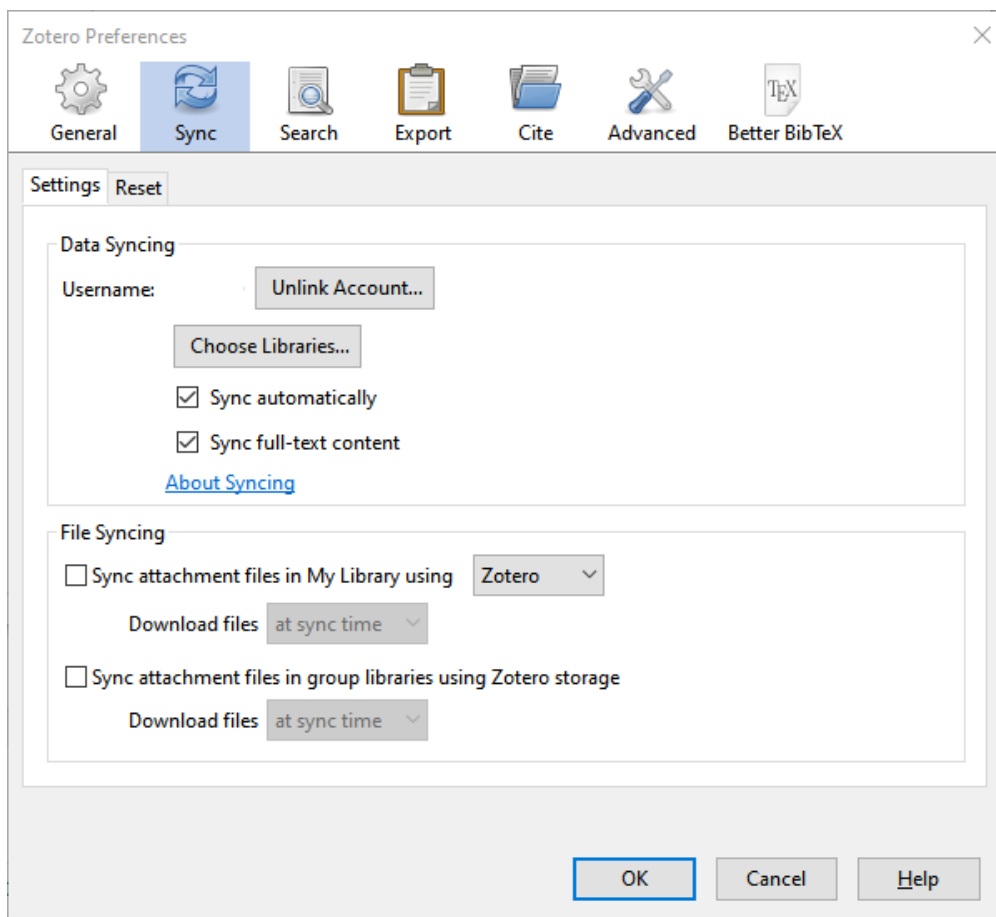 Zotero Preferences
General Sync Search Export Cite Advanced Better BibTeX
TEX
Settings Reset
Data Syncing
Username: Unlink Account...
Choose Libraries...
Sync automatically
Sync full-text content
About Syncing
File Syncing
Sync attachment files in My Library using Zotero
Download files at sync time
Sync attachment files in group libraries using Zotero storage
Download files at sync time
OK Cancel Help